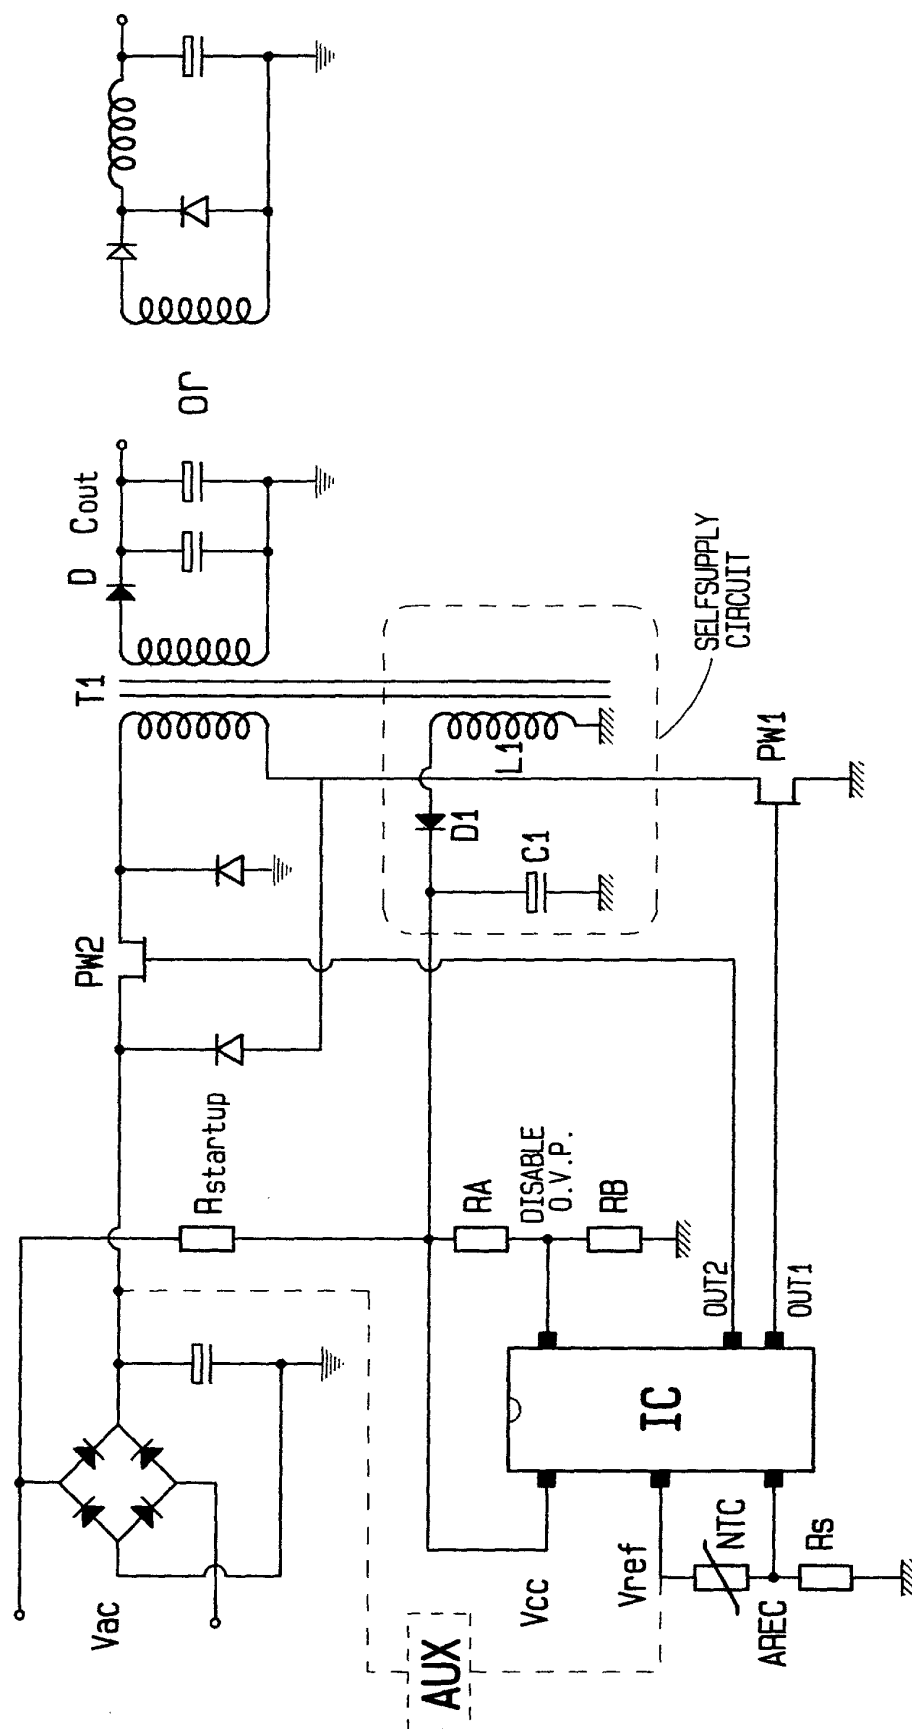 or
D
Cout
T1
SELFSUPPLY
CIRCUIT
L1
PW1
D1
C1
PW2
Rstartup
RA
DISABLE
O.V.P.
RB
OUT2
OUT1
IC
Vac
Vcc
Vref
NTC
AREC
Rs
AUX